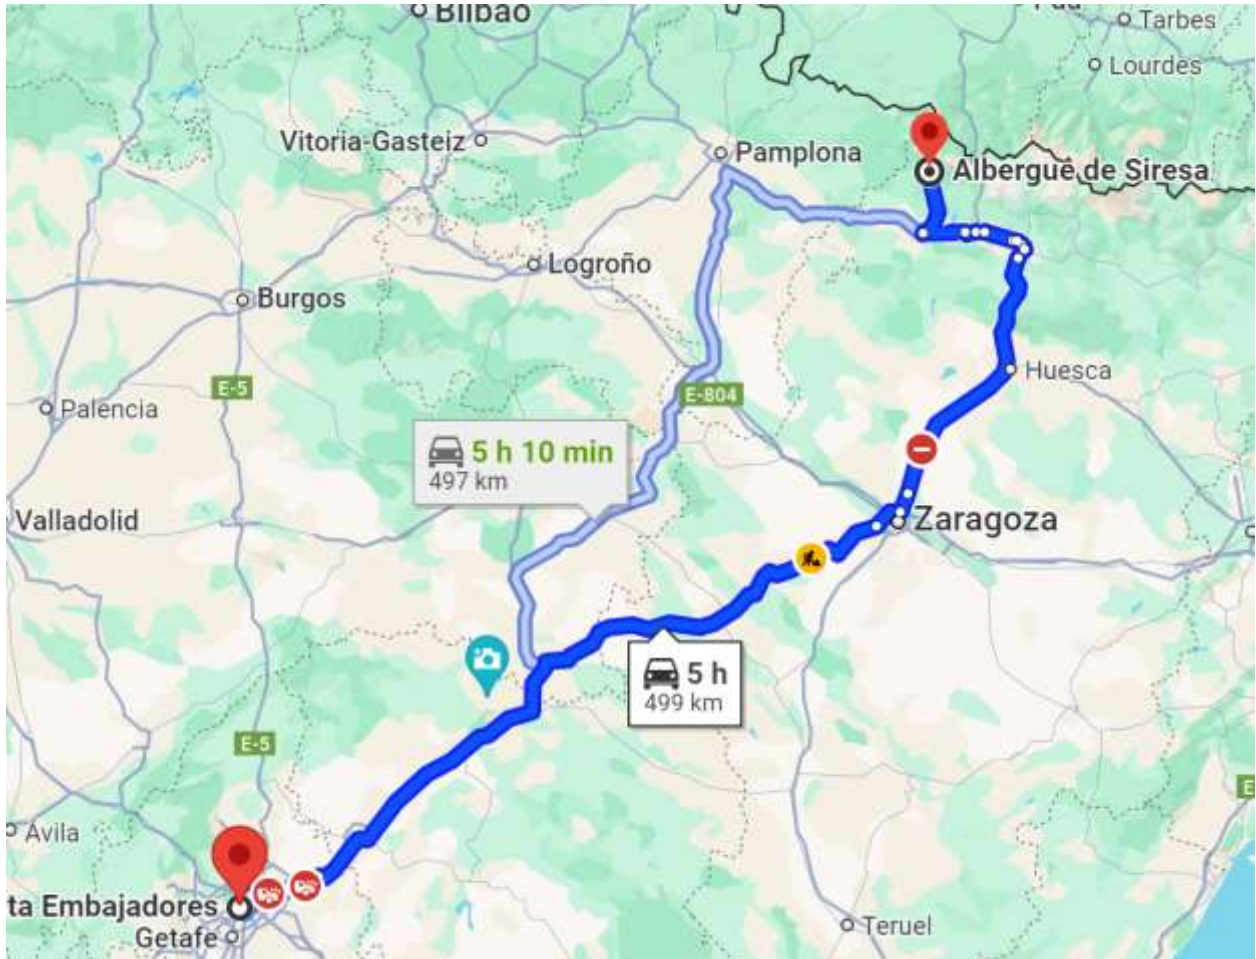 Bilbao
Tarbes
Lourdes
Vitoria-Gasteiz
Pamplona
Albergue de Siresa
Logroño
Burgos
E-5
Huesca
Palencia
E-804
5 h 10 min
497 km
Valladolid
Zaragoza
5 h
499 km
E-5
Avila
ta Embajadores
Getafe
Teruel
E